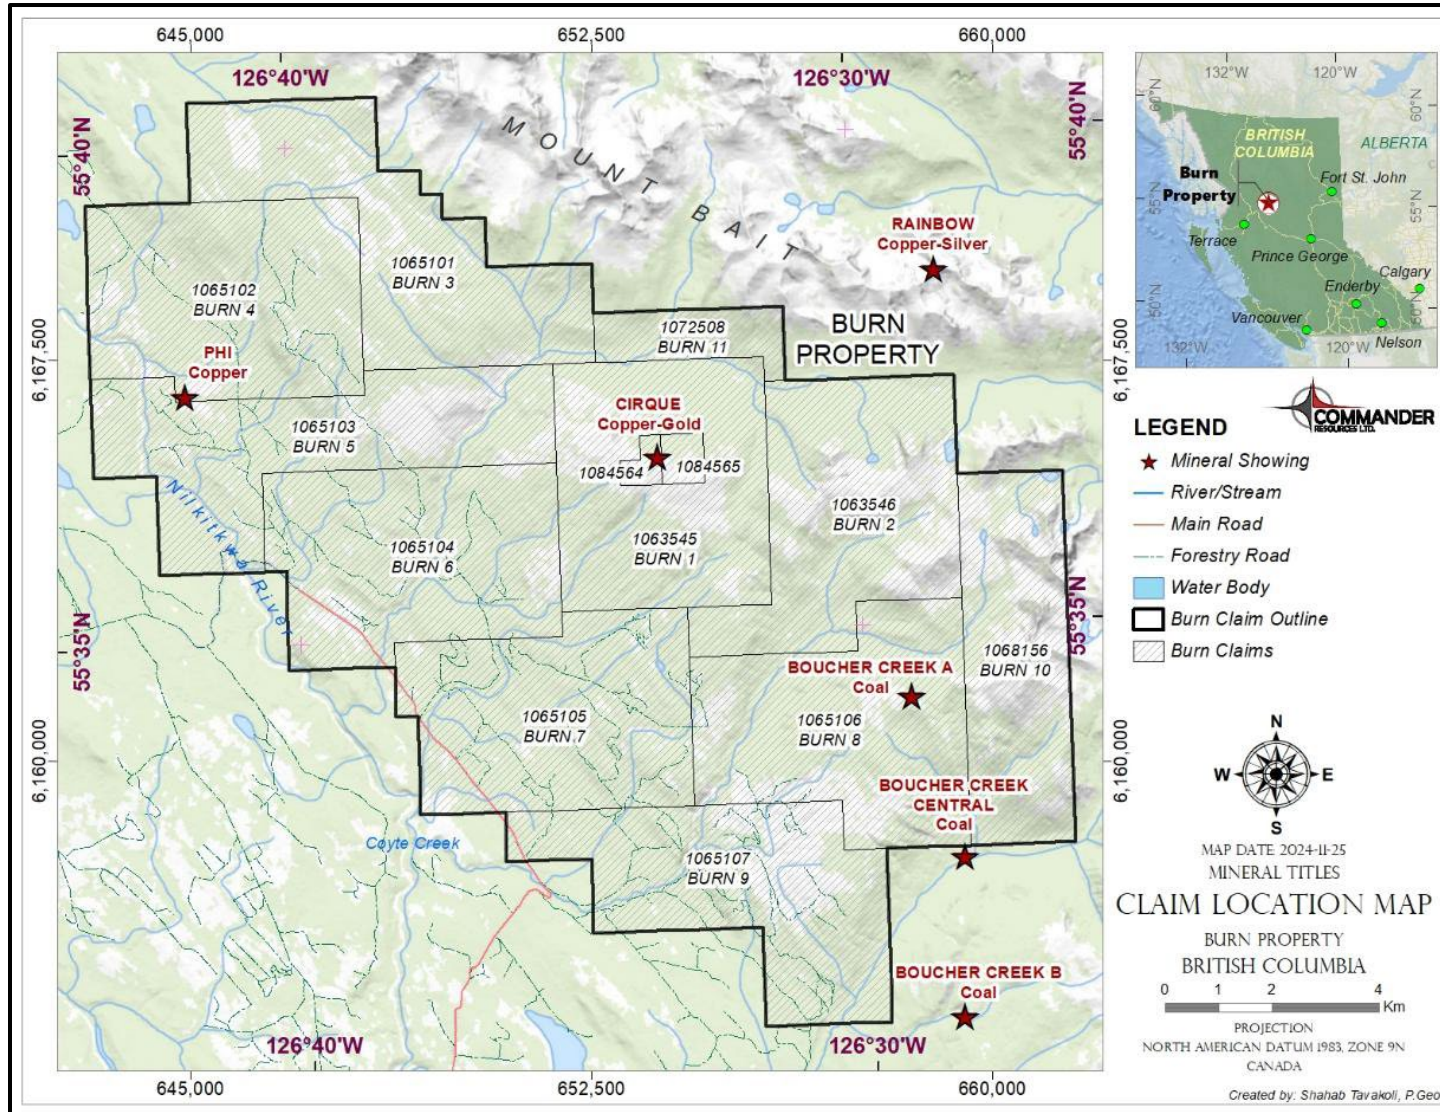 645,000
652,500
660,000
126°40'W
126°30'W
55°40'N
55°40'N
MOUNT BAIT
RAINBOW
Copper-Silver
1065101
BURN 3
1065102
BURN 4
1072508
BURN 11
BURN
PROPERTY
6,167,500
6,167,500
PHI
Copper
CIRQUE
Copper-Gold
1065103
BURN 5
1084564
1084565
1063546
BURN 2
Nilkitkwa River
1065104
BURN 6
1063545
BURN 1
55°35'N
55°35'N
1068156
BURN 10
BOUCHER CREEK A
Coal
1065105
BURN 7
1065106
BURN 8
6,160,000
6,160,000
BOUCHER CREEK
CENTRAL
Coal
Coyte Creek
1065107
BURN 9
BOUCHER CREEK B
Coal
126°40'W
126°30'W
645,000
652,500
660,000
132°W
120°W
60°N
60°N
BRITISH
COLUMBIA
ALBERTA
Burn
Property
Fort St. John
55°N
55°N
Terrace
Prince George
Calgary
Enderby
50°N
50°N
Vancouver
Nelson
132°W
120°W
COMMANDER
RESOURCES LTD.
LEGEND
Mineral Showing
River/Stream
Main Road
Forestry Road
Water Body
Burn Claim Outline
Burn Claims
N
W
E
S
MAP DATE 2024-11-25
MINERAL TITLES
CLAIM LOCATION MAP
BURN PROPERTY
BRITISH COLUMBIA
0 1 2 4
Km
PROJECTION
NORTH AMERICAN DATUM 1983, ZONE 9N
CANADA
Created by: Shahab Tavakoli, P.Geo